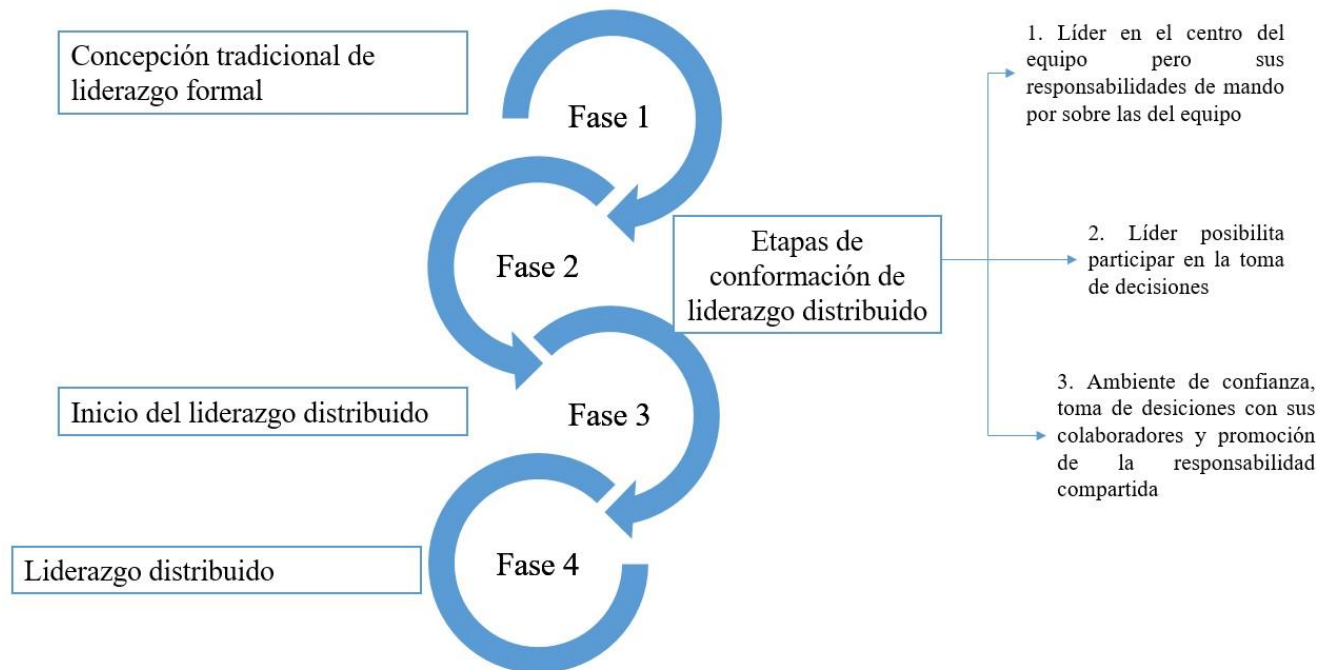 Concepción tradicional de
liderazgo formal
Fase 1
Fase 2
Etapas de
conformación de
liderazgo distribuido
1. Líder en el centro del
equipo pero sus
responsabilidades de mando
por sobre las del equipo
2. Líder posibilita
participar en la toma
de decisiones
3. Ambiente de confianza,
toma de desiciones con sus
colaboradores y promoción
de la responsabilidad
compartida
Inicio del liderazgo distribuido
Fase 3
Liderazgo distribuido
Fase 4